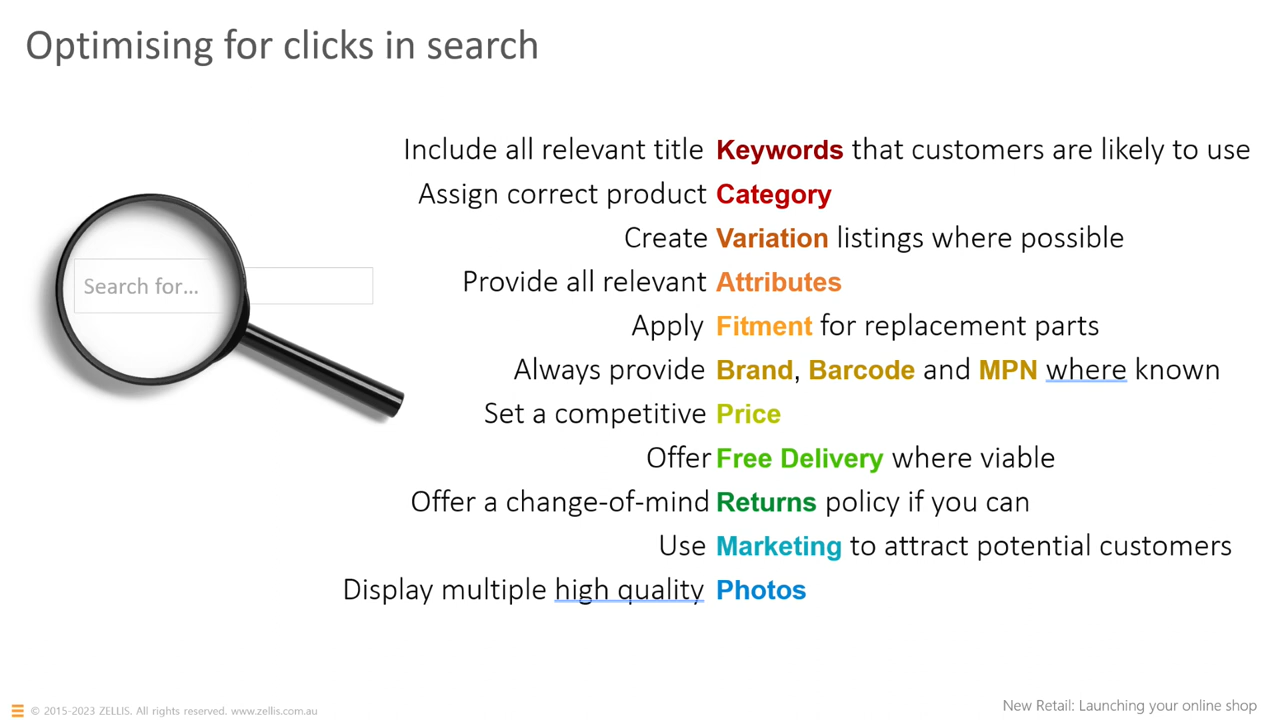 Optimising for clicks in search
Include all relevant title Keywords that customers are likely to use
Assign correct product Category
Create Variation listings where possible
Provide all relevant Attributes
Apply Fitment for replacement parts
Always provide Brand, Barcode and MPN where known
Set a competitive Price
Offer Free Delivery where viable
Offer a change-of-mind Returns policy if you can
Use Marketing to attract potential customers
Display multiple high quality Photos
Search for...
© 2015-2023 ZELLIS. All rights reserved. www.zellis.com.au
New Retail: Launching your online shop